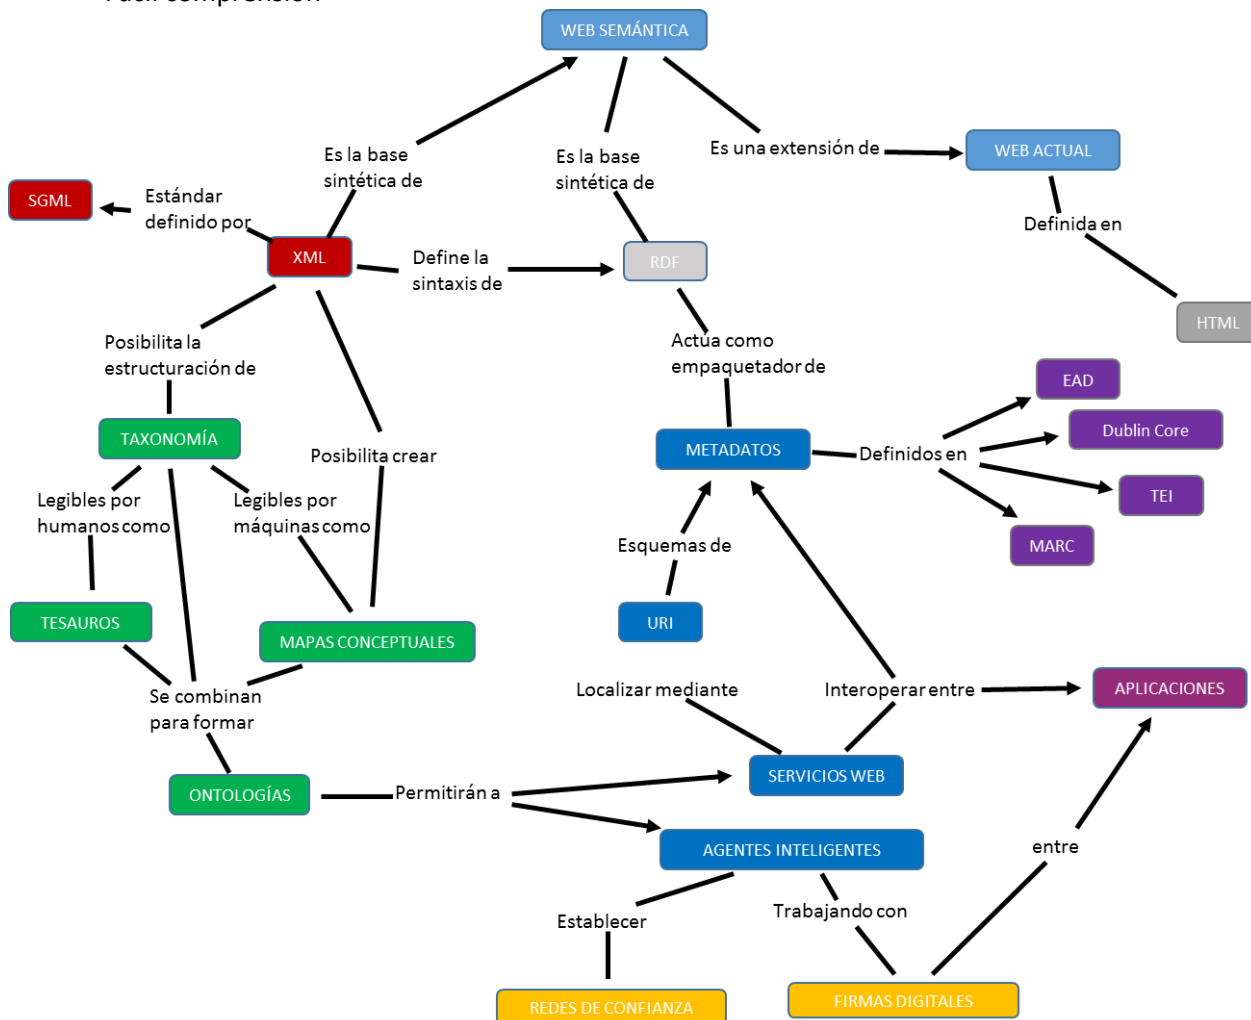 Fácil comprensión
WEB SEMÁNTICA
Es la base
sintética de
Es la base
sintética de
Es una extensión de
WEB ACTUAL
SGML
Estándar
definido por
Definida en
XML
Define la
sintaxis de
RDF
HTML
Posibilita la
estructuración de
Actúa como
empaquetador de
EAD
Dublin Core
TAXONOMÍA
Posibilita crear
METADATOS
Definidos en
TEI
MARC
Legibles por
humanos como
Legibles por
máquinas como
Esquemas de
TESAUROS
MAPAS CONCEPTUALES
URI
Se combinan
para formar
Localizar mediante
Interoperar entre
APLICACIONES
ONTOLOGÍAS
Permitirán a
SERVICIOS WEB
AGENTES INTELIGENTES
entre
Establecer
Trabajando con
REDES DE CONFIANZA
FIRMAS DIGITALES